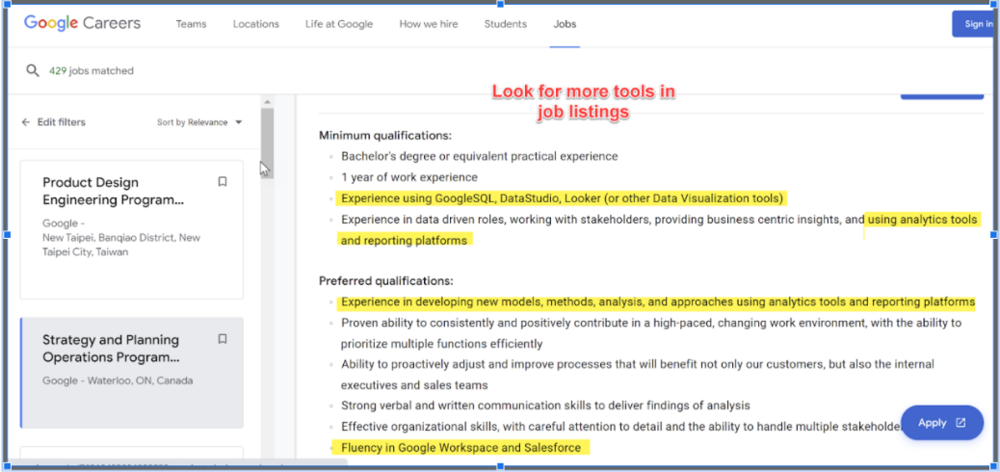 Google Careers
Teams
Locations
Life at Google
How we hire
Students
Jobs
Sign in
429 jobs matched
Look for more tools in
job listings
Edit filters
Sort by Relevance
Product Design
Engineering Program...
Google -
New Taipei, Banqiao District, New
Taipei City, Taiwan
Strategy and Planning
Operations Program...
Google - Waterloo, ON, Canada
Minimum qualifications:
Bachelor's degree or equivalent practical experience
1 year of work experience
Experience using GoogleSQL, DataStudio, Looker (or other Data Visualization tools)
Experience in data driven roles, working with stakeholders, providing business centric insights, and using analytics tools
and reporting platforms
Preferred qualifications:
Experience in developing new models, methods, analysis, and approaches using analytics tools and reporting platforms
Proven ability to consistently and positively contribute in a high-paced, changing work environment, with the ability to
prioritize multiple functions efficiently
Ability to proactively adjust and improve processes that will benefit not only our customers, but also the internal
executives and sales teams
Strong verbal and written communication skills to deliver findings of analysis
Effective organizational skills, with careful attention to detail and the ability to handle multiple
Fluency in Google Workspace and Salesforce
Apply